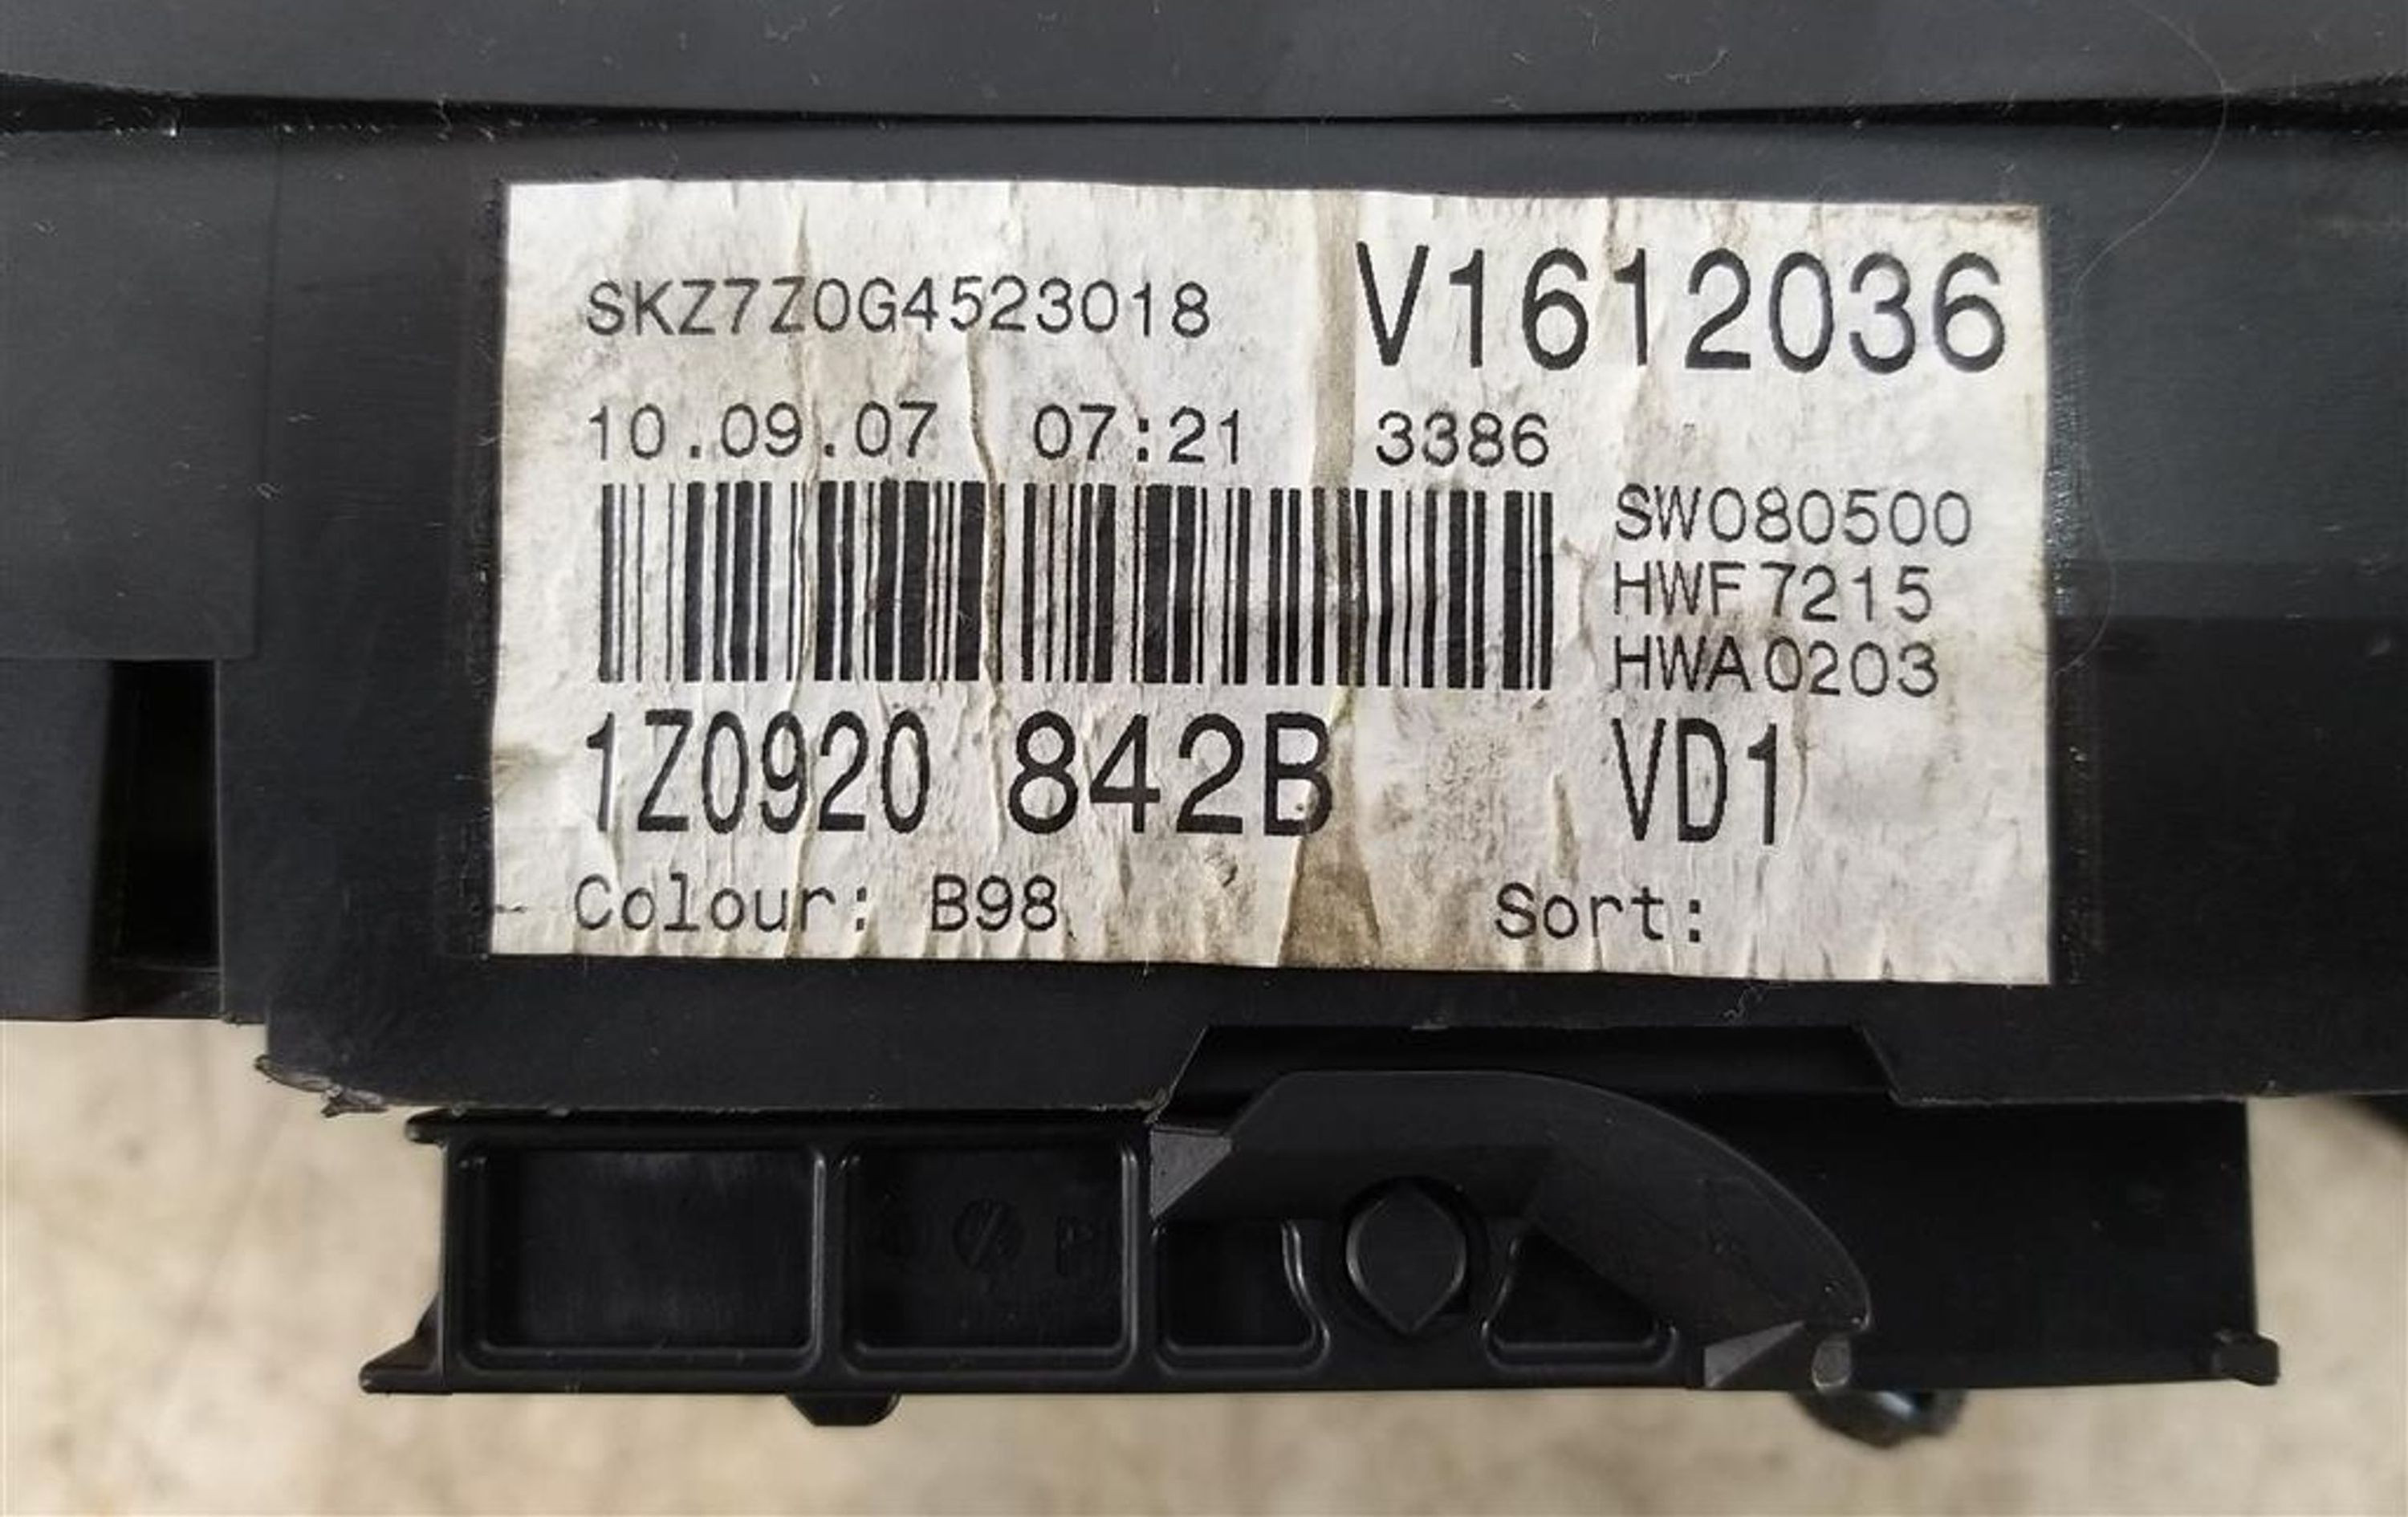 SKZ7Z0G4523018 V1612036
10.09.07 07:21 3386
SW080500
HWF7215
HWA0203
1Z0920 842B VD1
Colour: B98 Sort: